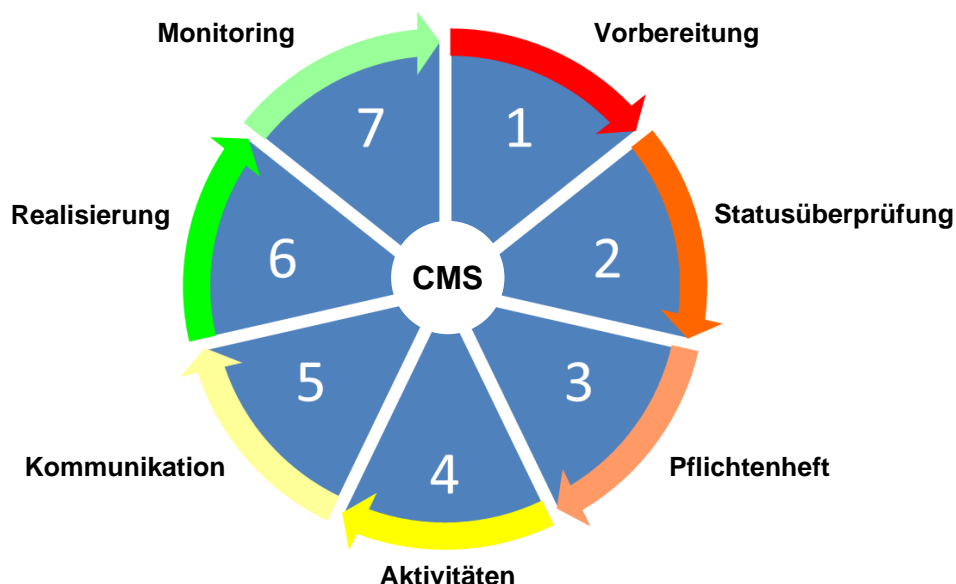 Monitoring
Vorbereitung
7
1
Realisierung
Statusüberprüfung
6
CMS
2
5
3
Kommunikation
4
Pflichtenheft
Aktivitäten